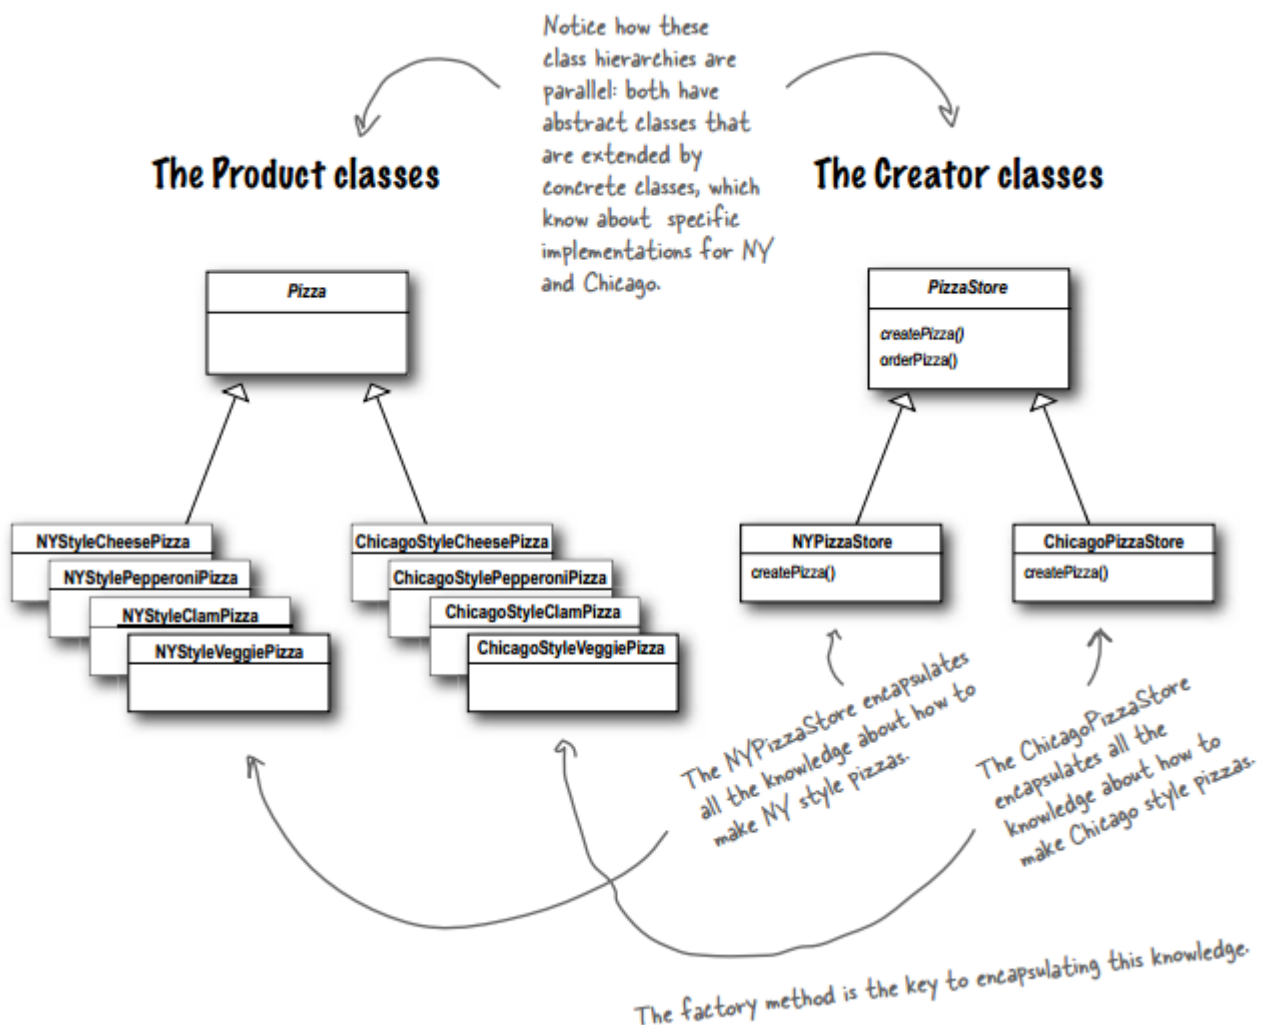 Notice how these
class hierarchies are
parallel: both have
abstract classes that
are extended by
concrete classes, which
know about specific
implementations for NY
and Chicago.
The Product classes
The Creator classes
Pizza
PizzaStore
createPizza()
orderPizza()
NYStyleCheesePizza
NYStylePepperoniPizza
NYStyleClamPizza
NYStyleVeggiePizza
ChicagoStyleCheesePizza
ChicagoStylePepperoniPizza
ChicagoStyleClamPizza
ChicagoStyleVeggiePizza
NYPizzaStore
createPizza()
ChicagoPizzaStore
createPizza()
The NYPizzaStore encapsulates
all the knowledge about how to
make NY style pizzas.
The ChicagoPizzaStore
encapsulates all the
knowledge about how to
make Chicago style pizzas.
The factory method is the key to encapsulating this knowledge.